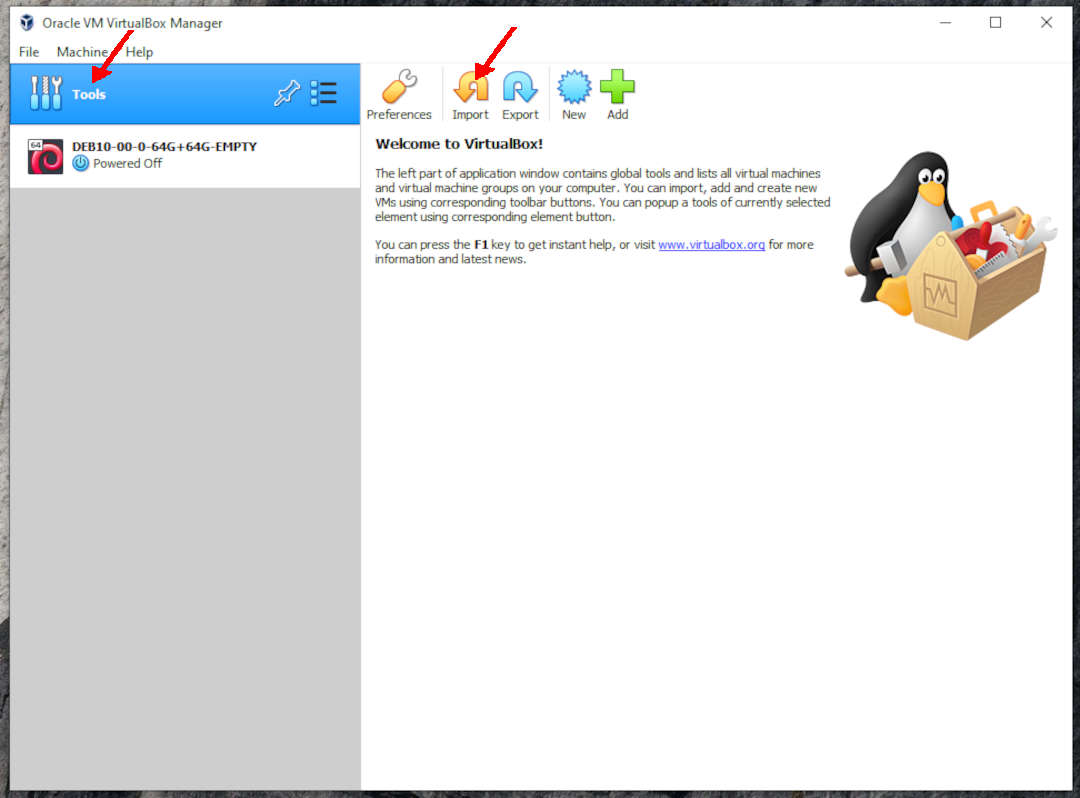 Oracle VM VirtualBox Manager
File Machine Help
Tools
Preferences Import Export New Add
64
DEB10-00-0-64G+64G-EMPTY
Powered Off
Welcome to VirtualBox!
The left part of application window contains global tools and lists all virtual machines
and virtual machine groups on your computer. You can import, add and create new
VMs using corresponding toolbar buttons. You can popup a tools of currently selected
element using corresponding element button.
You can press the F1 key to get instant help, or visit www.virtualbox.org for more
information and latest news.